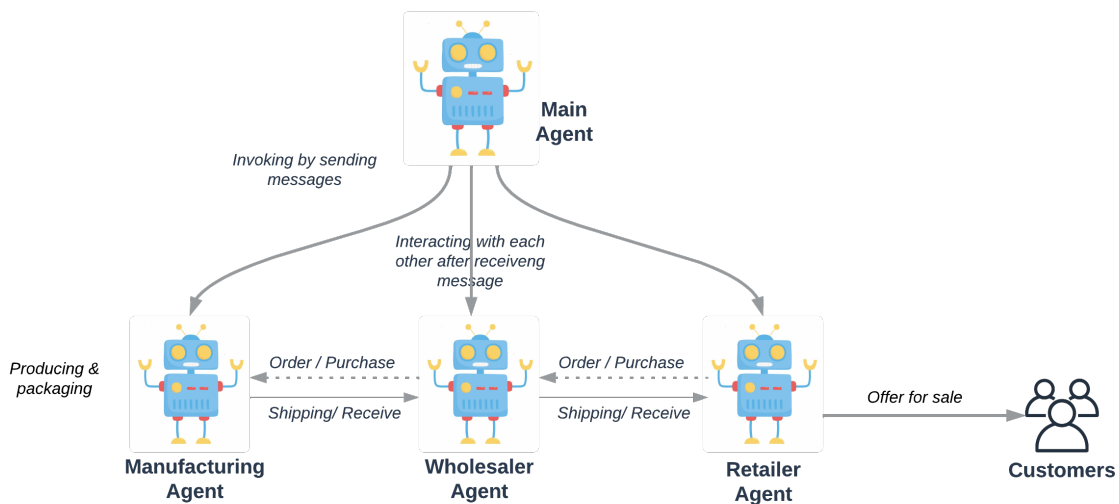 Main
Agent
Invoking by sending
messages
Interacting with each
other after receiveng
message
Producing &
packaging
Order / Purchase
Shipping/ Receive
Order / Purchase
Shipping/ Receive
Offer for sale
Manufacturing
Agent
Wholesaler
Agent
Retailer
Agent
Customers